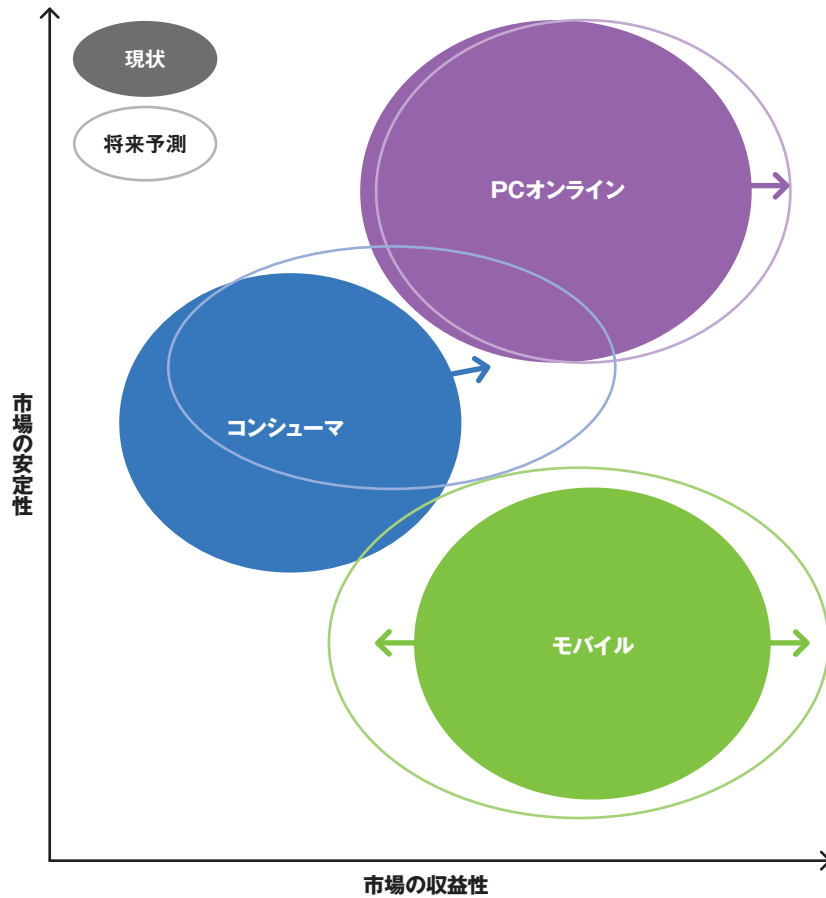 現状
将来予測
PCオンライン
コンシューマ
モバイル
市場の安定性
市場の収益性